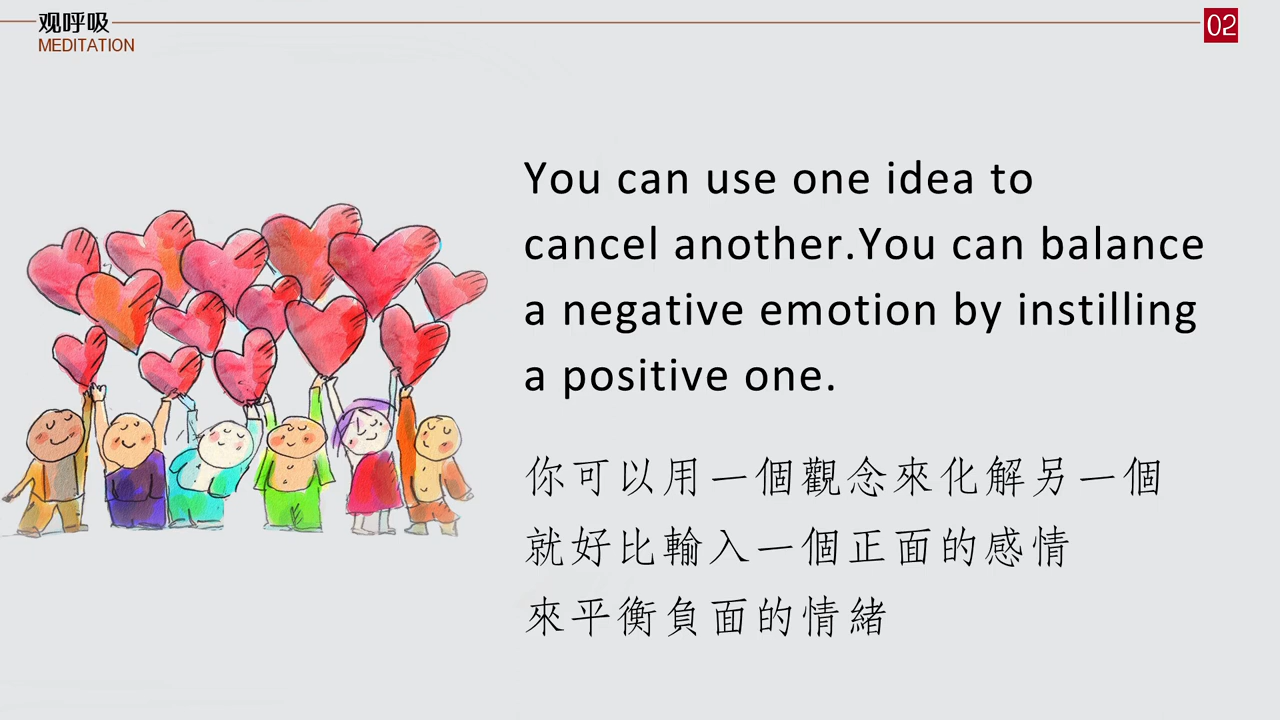 观呼吸
MEDITATION
02
You can use one idea to
cancel another.You can balance
a negative emotion by instilling
a positive one.
你可以用一個觀念來化解另一個
就好比輸入一個正面的感情
來平衡負面的情緒